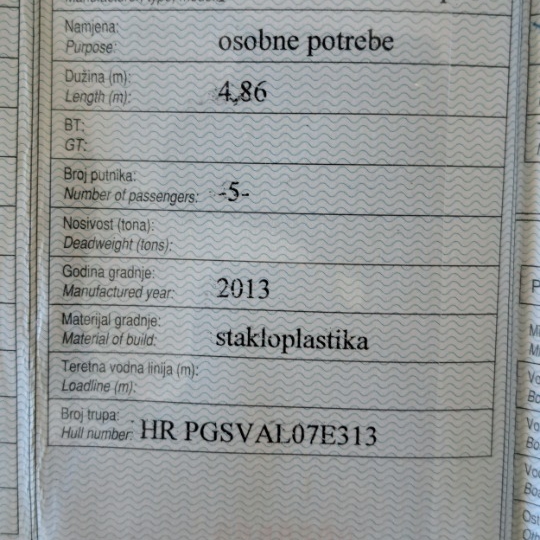 Namjena:
Purpose: osobne potrebe
Dužina (m):
Length (m): 4,86
BT:
GT:
Broj putnika:
Number of passengers: -5-
Nosivost (tona):
Deadweight (tons):
Godina gradnje:
Manufactured year: 2013
Materijal gradnje:
Material of build: stakloplastika
Teretna vodna linija (m):
Loadline (m):
Broj trupa:
Hull number: HR PGSVAL07E313